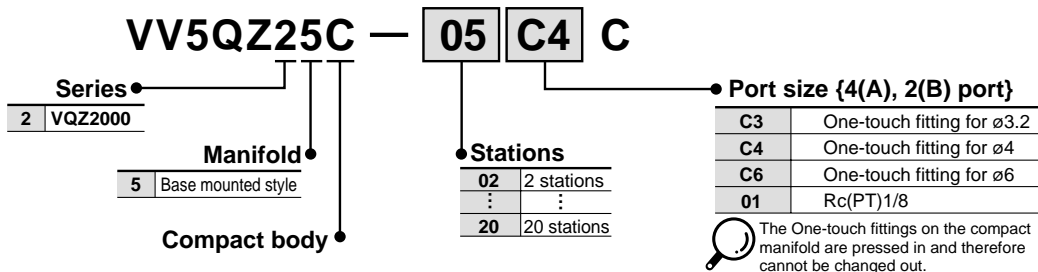 VV5QZ25C — 05 C4 C
Series
2 VQZ2000
Manifold
5 Base mounted style
Compact body
Stations
02 2 stations
⋮ ⋮
20 20 stations
Port size {4(A), 2(B) port}
C3 One-touch fitting for ø3.2
C4 One-touch fitting for ø4
C6 One-touch fitting for ø6
01 Rc(PT)1/8
The One-touch fittings on the compact
manifold are pressed in and therefore
cannot be changed out.